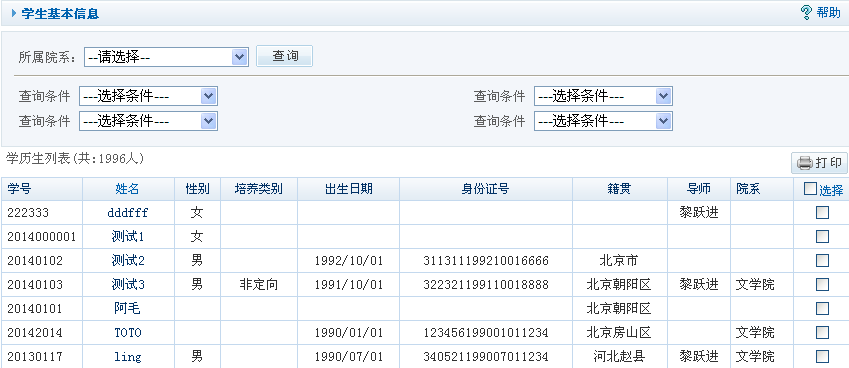 学生基本信息 帮助
所属院系： --请选择-- 查询
查询条件 ---选择条件--- 查询条件 ---选择条件---
查询条件 ---选择条件--- 查询条件 ---选择条件---
学历生列表(共:1996人) 打印
学号 姓名 性别 培养类别 出生日期 身份证号 籍贯 导师 院系 选择
222333 dddfff 女 黎跃进
2014000001 测试1 女
20140102 测试2 男 1992/10/01 311311199210016666 北京市
20140103 测试3 男 非定向 1991/10/01 322321199110018888 北京朝阳区 黎跃进 文学院
20140101 阿毛 北京朝阳区
20142014 TOTO 1990/01/01 123456199001011234 北京房山区 文学院
20130117 ling 男 1990/07/01 340521199007011234 河北赵县 黎跃进 文学院